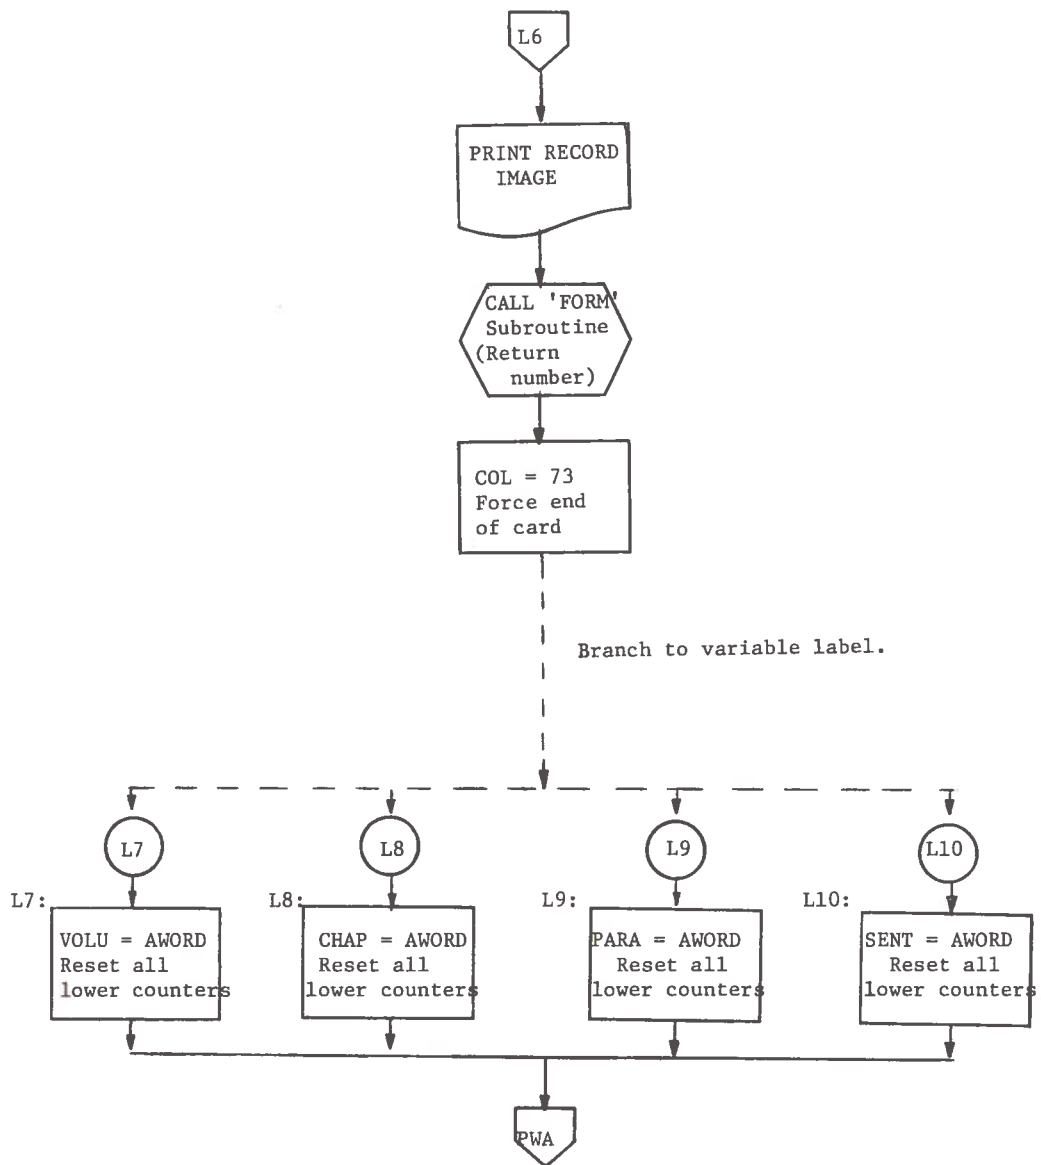 L6
PRINT RECORD
IMAGE
CALL 'FORM'
Subroutine
(Return
number)
COL = 73
Force end
of card
Branch to variable label.
L7
L8
L9
L10
L7:
L8:
L9:
L10:
VOLU = AWORD
Reset all
lower counters
CHAP = AWORD
Reset all
lower counters
PARA = AWORD
Reset all
lower counters
SENT = AWORD
Reset all
lower counters
PWA